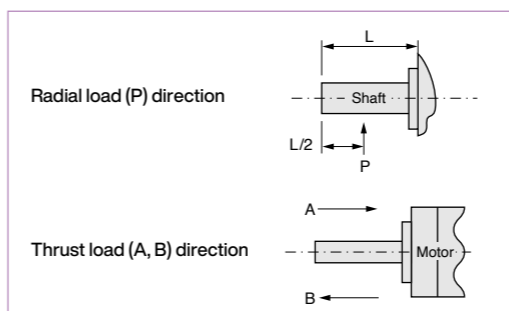 L
Radial load (P) direction
Shaft
L/2
P
A
Thrust load (A, B) direction
Motor
B